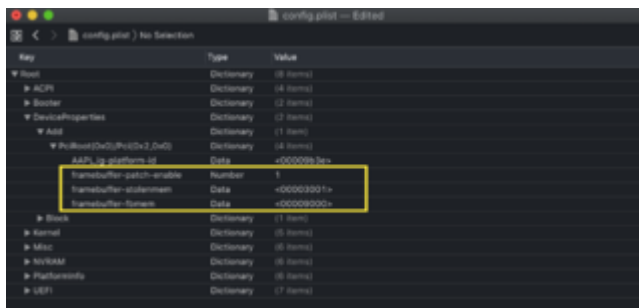 config.plist — Edited
config.plist › No Selection
Key Type Value
Root Dictionary (8 items)
ACPI Dictionary (4 items)
Booter Dictionary (2 items)
DeviceProperties Dictionary (2 items)
Add Dictionary (1 item)
PciRoot(0x0)/Pci(0x2,0x0) Dictionary (4 items)
AAPL,ig-platform-id Data <00009b3e>
framebuffer-patch-enable Number 1
framebuffer-stolenmem Data <00003001>
framebuffer-fbmem Data <00009000>
Block Dictionary (1 item)
Kernel Dictionary (5 items)
Misc Dictionary (6 items)
NVRAM Dictionary (6 items)
PlatformInfo Dictionary (6 items)
UEFI Dictionary (7 items)